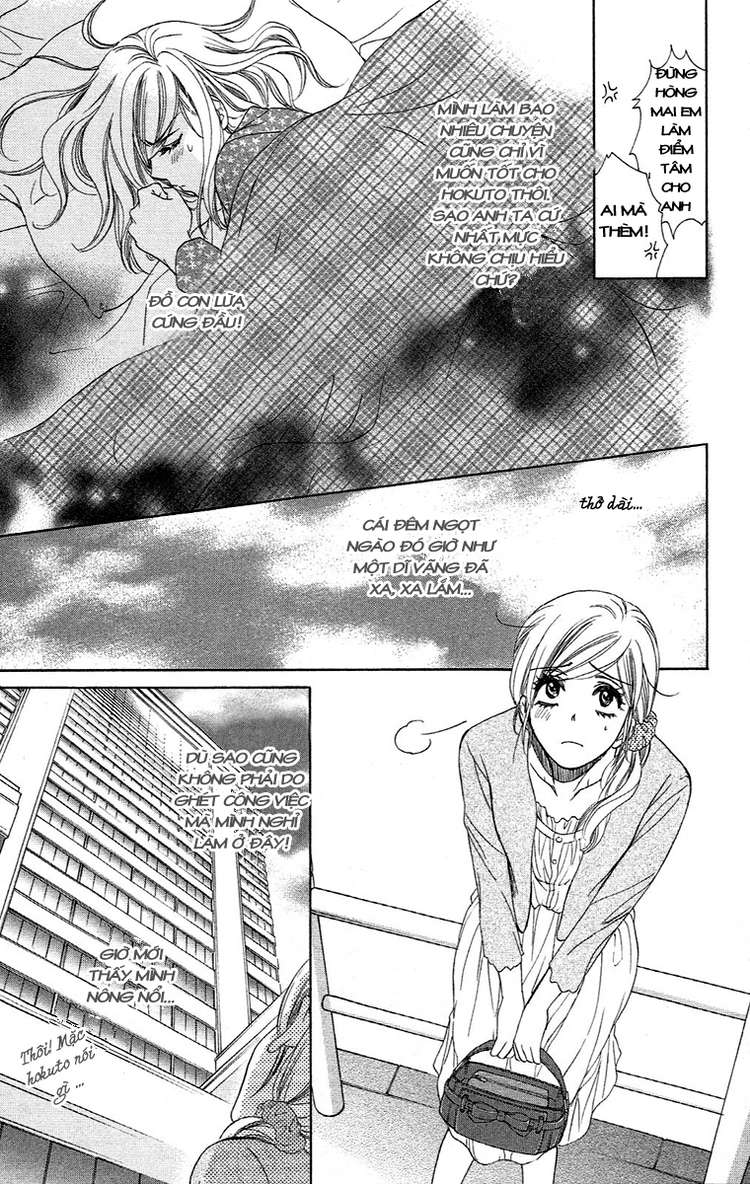 ĐỪNG
HÒNG
MAI EM
LÀM
ĐIỂM
TÂM
CHO
ANH
AI MÀ
THÈM!
MÌNH LÀM BAO
NHIÊU CHUYỆN
CŨNG CHỈ VÌ
MUỐN TỐT CHO
HOKUTO THÔI.
SAO ANH TA CỨ
NHẤT MỰC
KHÔNG CHỊU HIỂU
CHỨ?
ĐỒ CON LỪA
CỨNG ĐẦU!
thở dài...
CÁI ĐÊM NGỌT
NGÀO ĐÓ GIỜ NHƯ
MỘT DĨ VÃNG ĐÃ
XA, XA LẮM...
DÙ SAO CŨNG
KHÔNG PHẢI DO
GHÉT CÔNG VIỆC
MÀ MÌNH NGHỈ
LÀM Ở ĐÂY!
GIỜ MỚI
THẤY MÌNH
NÔNG NỔI...
Thôi! Mặc
hokuto nói
gì ...